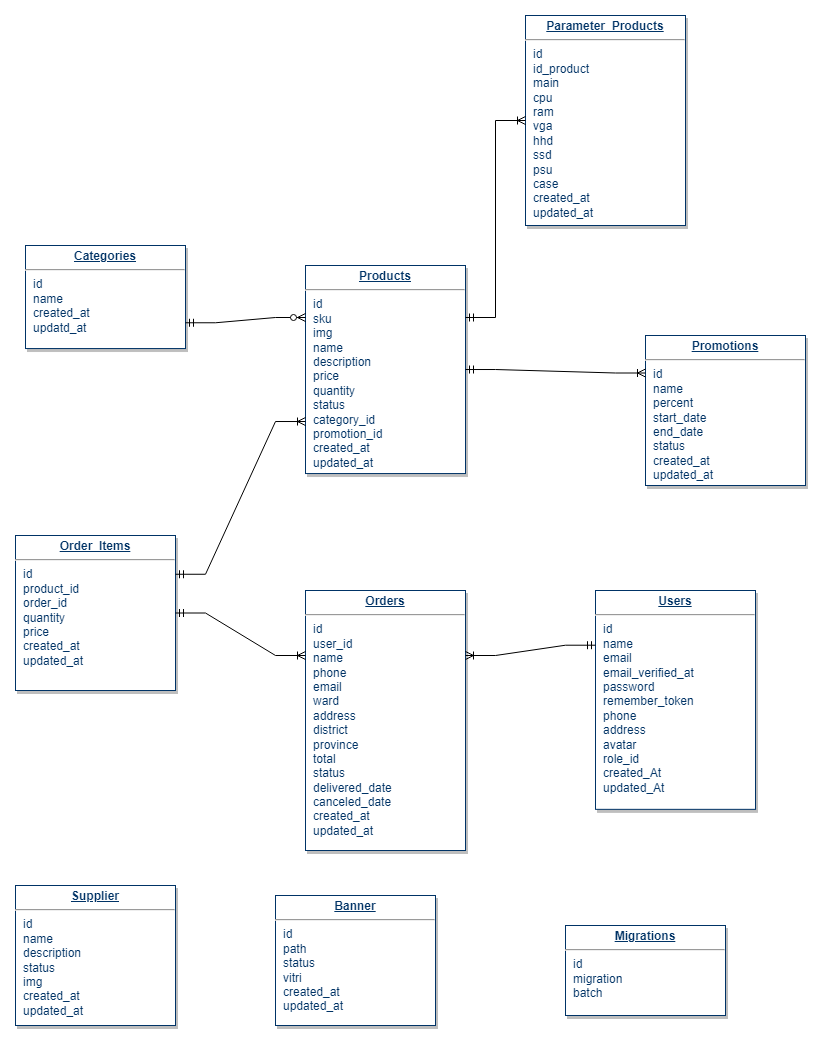 Parameter_Products
id
id_product
main
cpu
ram
vga
hhd
ssd
psu
case
created_at
updated_at
Categories
id
name
created_at
updatd_at
Products
id
sku
img
name
description
price
quantity
status
category_id
promotion_id
created_at
updated_at
Promotions
id
name
percent
start_date
end_date
status
created_at
updated_at
Order_Items
id
product_id
order_id
quantity
price
created_at
updated_at
Orders
id
user_id
name
phone
email
ward
address
district
province
total
status
delivered_date
canceled_date
created_at
updated_at
Users
id
name
email
email_verified_at
password
remember_token
phone
address
avatar
role_id
created_At
updated_At
Supplier
id
name
description
status
img
created_at
updated_at
Banner
id
path
status
vitri
created_at
updated_at
Migrations
id
migration
batch